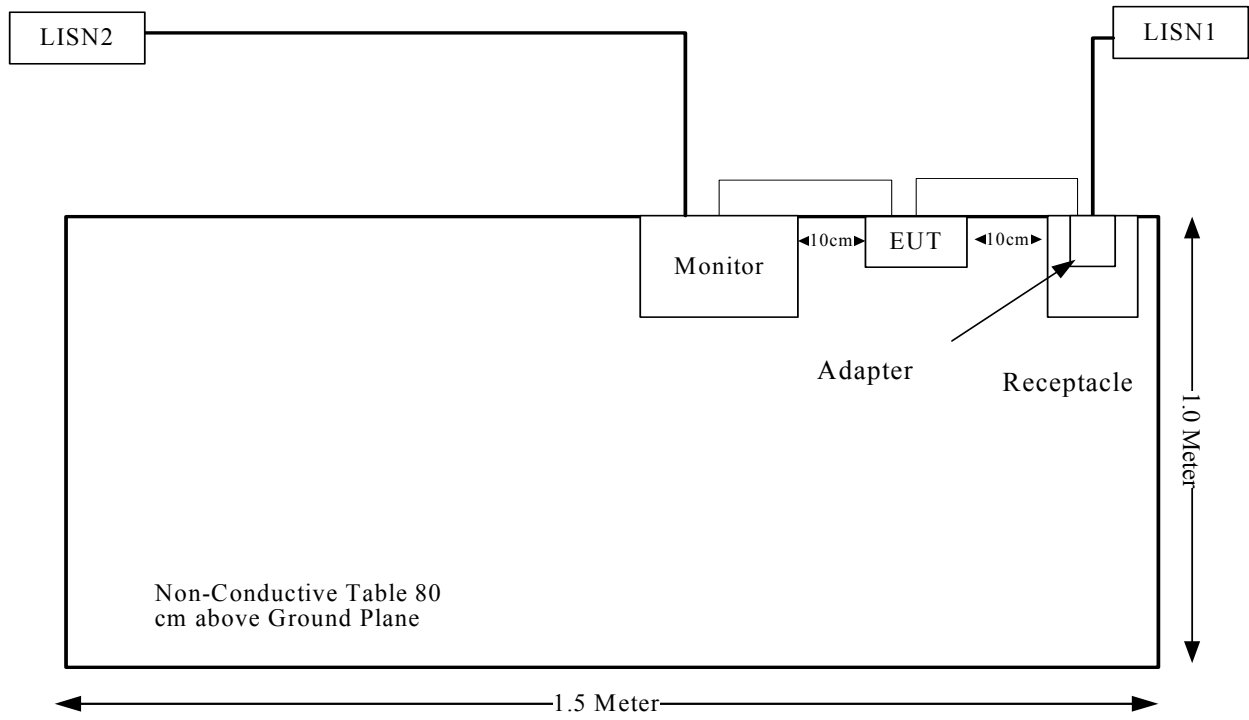 LISN2
LISN1
10cm
EUT
10cm
Monitor
Adapter
Receptacle
1.0 Meter
Non-Conductive Table 80
cm above Ground Plane
1.5 Meter